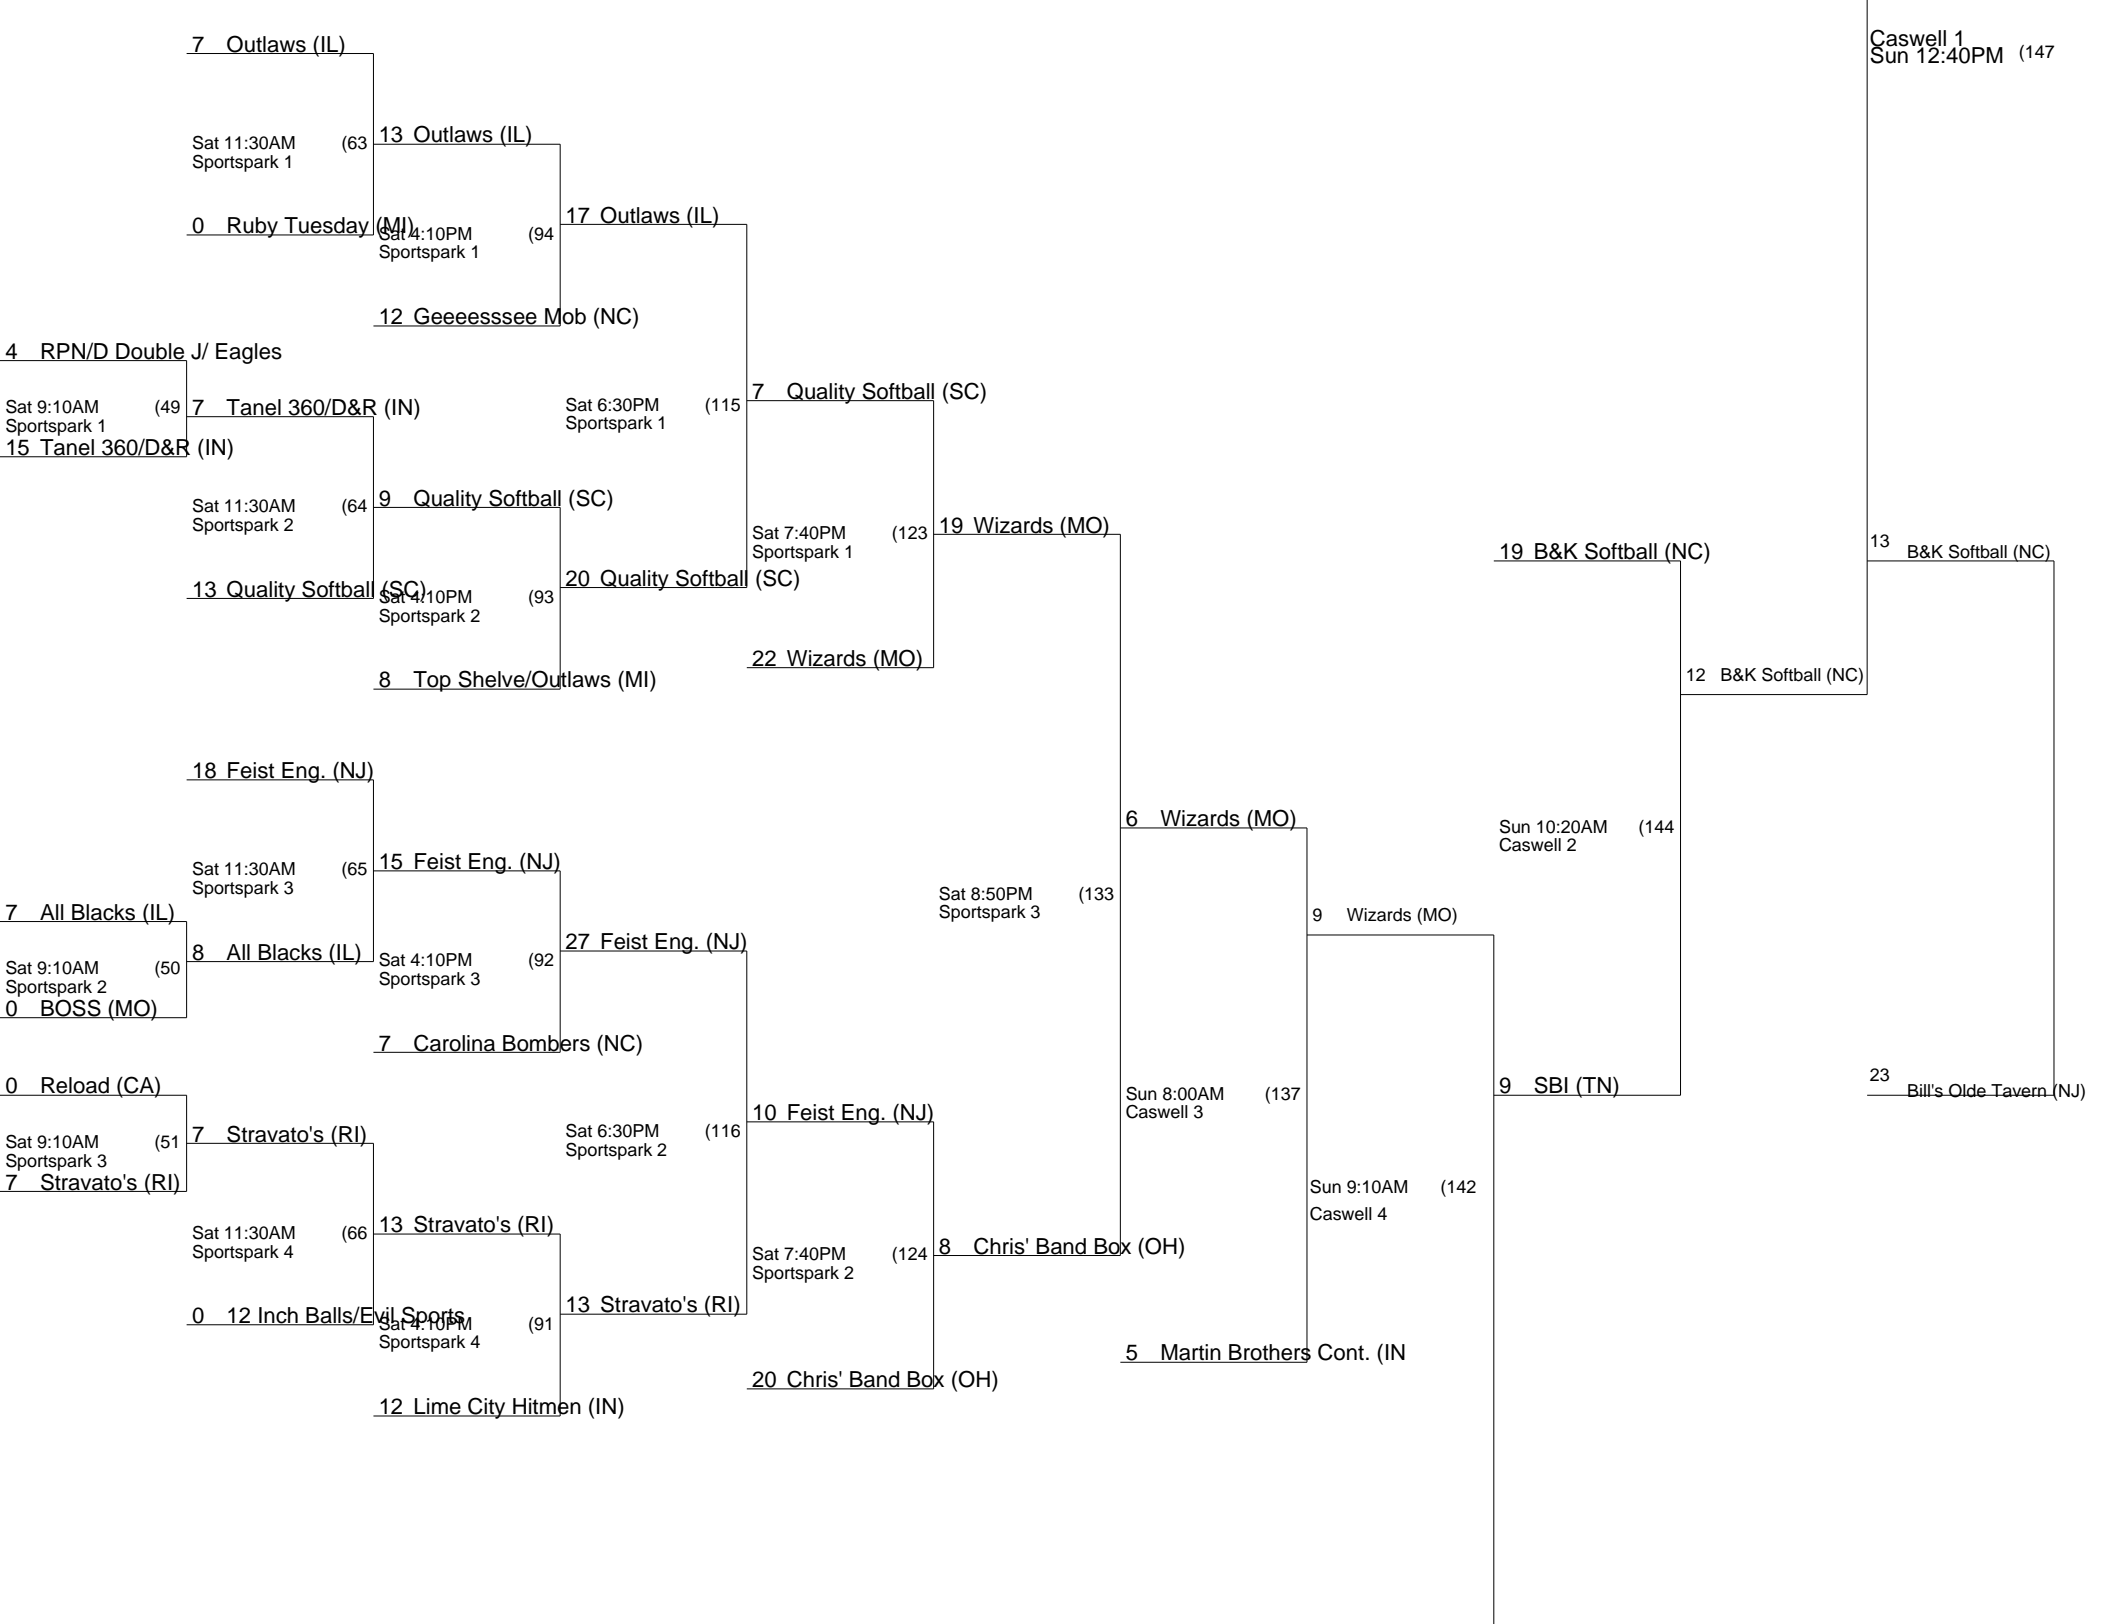 Caswell 1
7 Outlaws (IL)
Sun 12:40PM (147
13 Outlaws (IL)
Sat 11:30AM (63
Sportspark 1
17 Outlaws (IL)
0 Ruby Tuesday (MI)
Sat 4:10PM (94
Sportspark 1
12 Geeeesssee Mob (NC)
4 RPN/D Double J/ Eagles
7 Quality Softball (SC)
Sat 9:10AM (49
Sportspark 1
7 Tanel 360/D&R (IN)
Sat 6:30PM (115
Sportspark 1
15 Tanel 360/D&R (IN)
9 Quality Softball (SC)
Sat 11:30AM (64
Sportspark 2
19 Wizards (MO)
Sat 7:40PM (123
Sportspark 1
13 B&K Softball (NC)
19 B&K Softball (NC)
20 Quality Softball (SC)
13 Quality Softball (SC)
Sat 4:10PM (93
Sportspark 2
22 Wizards (MO)
12 B&K Softball (NC)
8 Top Shelve/Outlaws (MI)
18 Feist Eng. (NJ)
6 Wizards (MO)
Sun 10:20AM (144
Caswell 2
15 Feist Eng. (NJ)
Sat 11:30AM (65
Sportspark 3
Sat 8:50PM (133
Sportspark 3
7 All Blacks (IL)
9 Wizards (MO)
27 Feist Eng. (NJ)
8 All Blacks (IL)
Sat 4:10PM (92
Sportspark 3
Sat 9:10AM (50
Sportspark 2
0 BOSS (MO)
7 Carolina Bombers (NC)
0 Reload (CA)
9 SBI (TN)
23 Bill's Olde Tavern (NJ)
Sun 8:00AM (137
Caswell 3
10 Feist Eng. (NJ)
Sat 6:30PM (116
Sportspark 2
7 Stravato's (RI)
Sat 9:10AM (51
Sportspark 3
7 Stravato's (RI)
Sun 9:10AM (142
Caswell 4
13 Stravato's (RI)
Sat 11:30AM (66
Sportspark 4
8 Chris' Band Box (OH)
Sat 7:40PM (124
Sportspark 2
13 Stravato's (RI)
0 12 Inch Balls/Evil Sports
Sat 4:10PM (91
Sportspark 4
5 Martin Brothers Cont. (IN
20 Chris' Band Box (OH)
12 Lime City Hitmen (IN)